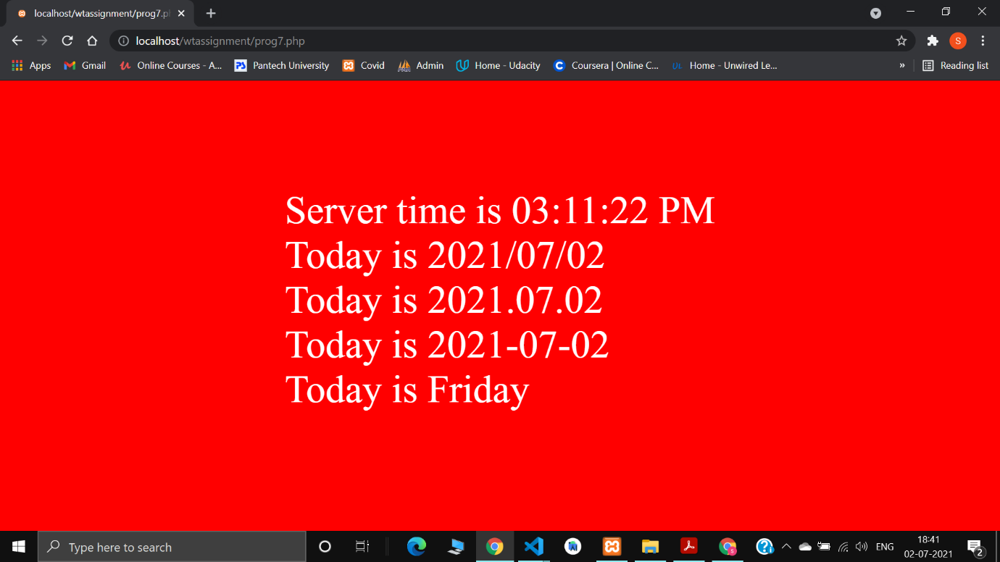 localhost/wtassignment/prog7.p
localhost/wtassignment/prog7.php
S
Apps
Gmail
Online Courses - A...
Pantech University
Covid
Admin
Home - Udacity
Coursera | Online C...
Home - Unwired Le...
»
Reading list
Server time is 03:11:22 PM
Today is 2021/07/02
Today is 2021.07.02
Today is 2021-07-02
Today is Friday
Type here to search
ENG
18:41
02-07-2021
2